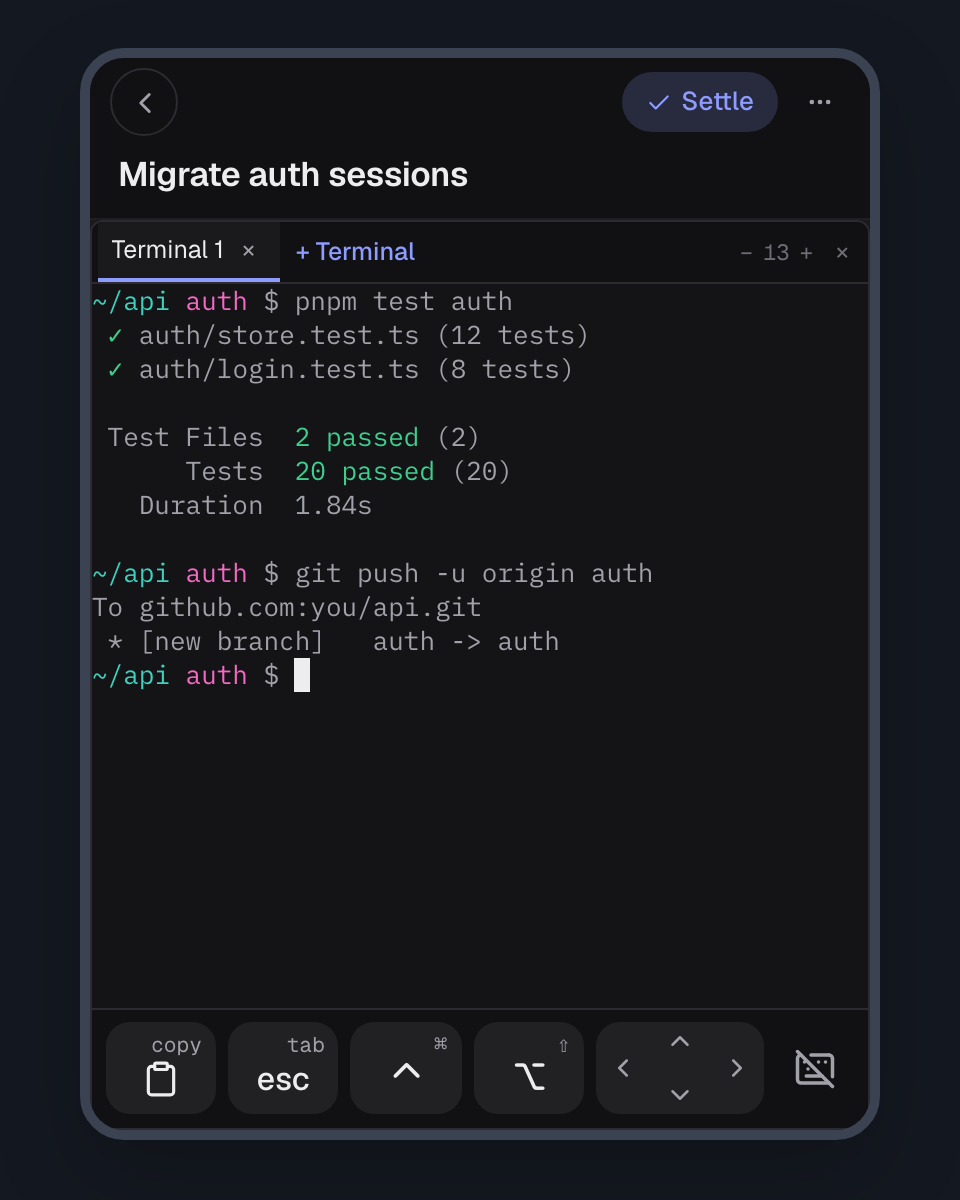 Settle
Migrate auth sessions
Terminal 1 × + Terminal − 13 + ×
~/api auth $ pnpm test auth
✓ auth/store.test.ts (12 tests)
✓ auth/login.test.ts (8 tests)
Test Files 2 passed (2)
Tests 20 passed (20)
Duration 1.84s
~/api auth $ git push -u origin auth
To github.com:you/api.git
* [new branch] auth -> auth
~/api auth $
copy tab ⌘ ⇧
esc ⌥